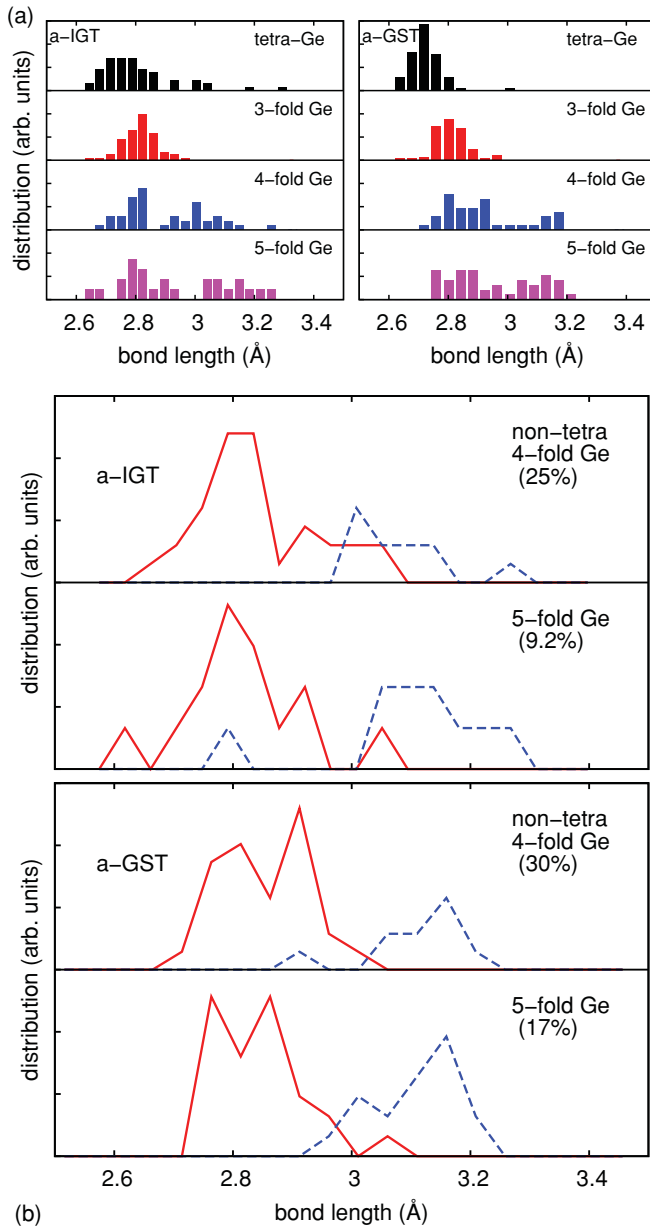 (a)
a−IGT
tetra−Ge
3−fold Ge
4−fold Ge
5−fold Ge
a−GST
tetra−Ge
3−fold Ge
4−fold Ge
5−fold Ge
distribution (arb. units)
2.6 2.8 3 3.2 3.4
2.6 2.8 3 3.2 3.4
bond length (Å)
bond length (Å)
a−IGT
non−tetra
4−fold Ge
(25%)
5−fold Ge
(9.2%)
distribution (arb. units)
a−GST
non−tetra
4−fold Ge
(30%)
5−fold Ge
(17%)
distribution (arb. units)
2.6 2.8 3 3.2 3.4
(b)
bond length (Å)